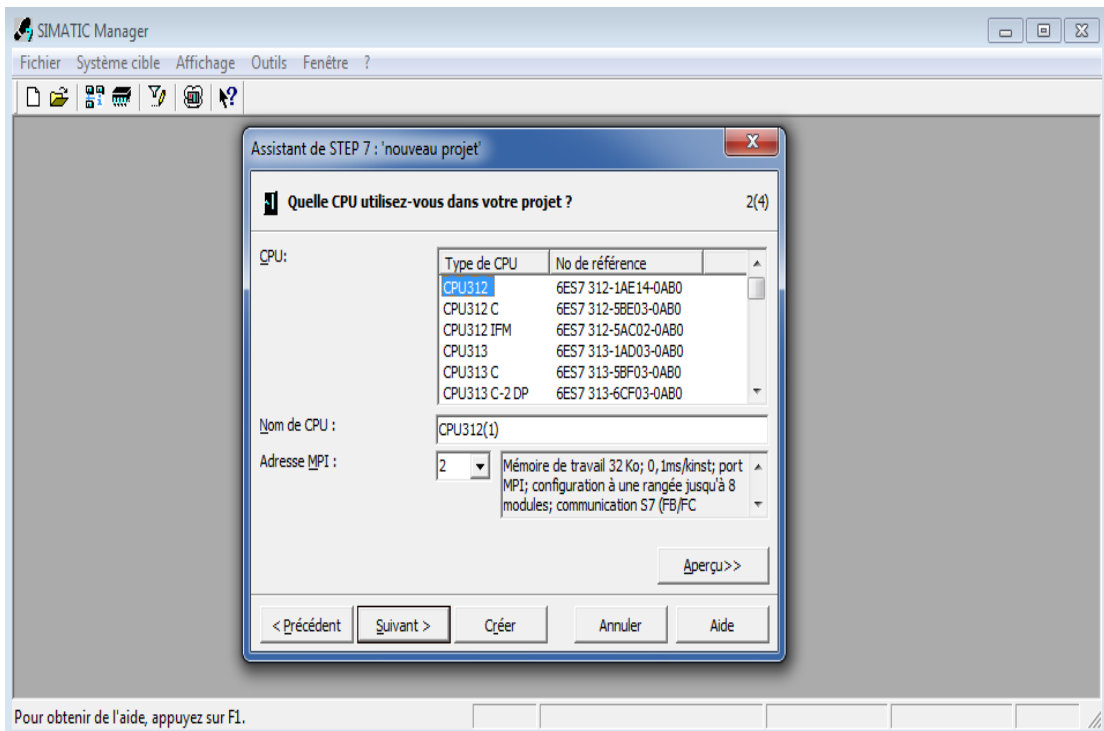 SIMATIC Manager
Fichier Système cible Affichage Outils Fenêtre ?
Assistant de STEP 7 : 'nouveau projet'
Quelle CPU utilisez-vous dans votre projet ? 2(4)
CPU:
Type de CPU No de référence
CPU312 6ES7 312-1AE14-0AB0
CPU312 C 6ES7 312-5BE03-0AB0
CPU312 IFM 6ES7 312-5AC02-0AB0
CPU313 6ES7 313-1AD03-0AB0
CPU313 C 6ES7 313-5BF03-0AB0
CPU313 C-2 DP 6ES7 313-6CF03-0AB0
Nom de CPU : CPU312(1)
Adresse MPI : 2
Mémoire de travail 32 Ko; 0,1ms/kinst; port
MPI; configuration à une rangée jusqu'à 8
modules; communication S7 (FB/FC
Aperçu>>
< Précédent Suivant > Créer Annuler Aide
Pour obtenir de l'aide, appuyez sur F1.